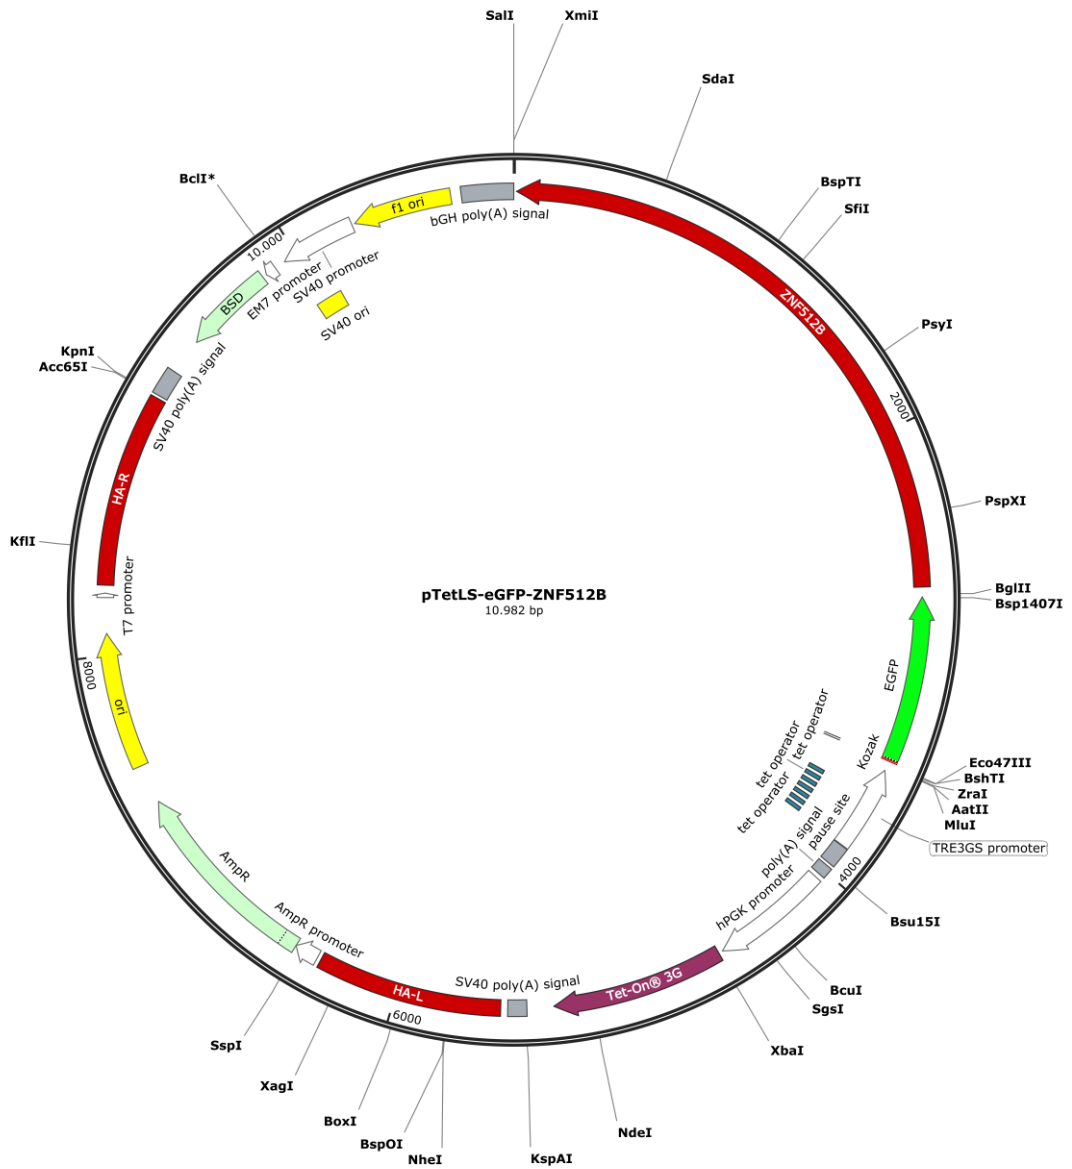 SalI
XmiI
SdaI
BspTI
SfiI
PsyI
PspXI
BglII
Bsp1407I
Eco47III
BshTI
ZraI
AatII
MluI
TRE3GS promoter
Bsu15I
BcuI
SgsI
XbaI
NdeI
KspAI
NheI
BspOI
BoxI
XagI
SspI
KflI
Acc65I
KpnI
BclI*
2000
4000
6000
8000
10.000
ZNF512B
EGFP
Kozak
tet operator
tet operator
tet operator
pause site
poly(A) signal
hPGK promoter
Tet-On® 3G
SV40 poly(A) signal
HA-L
AmpR promoter
AmpR
ori
T7 promoter
HA-R
SV40 poly(A) signal
BSD
EM7 promoter
SV40 promoter
SV40 ori
f1 ori
bGH poly(A) signal
pTetLS-eGFP-ZNF512B
10.982 bp